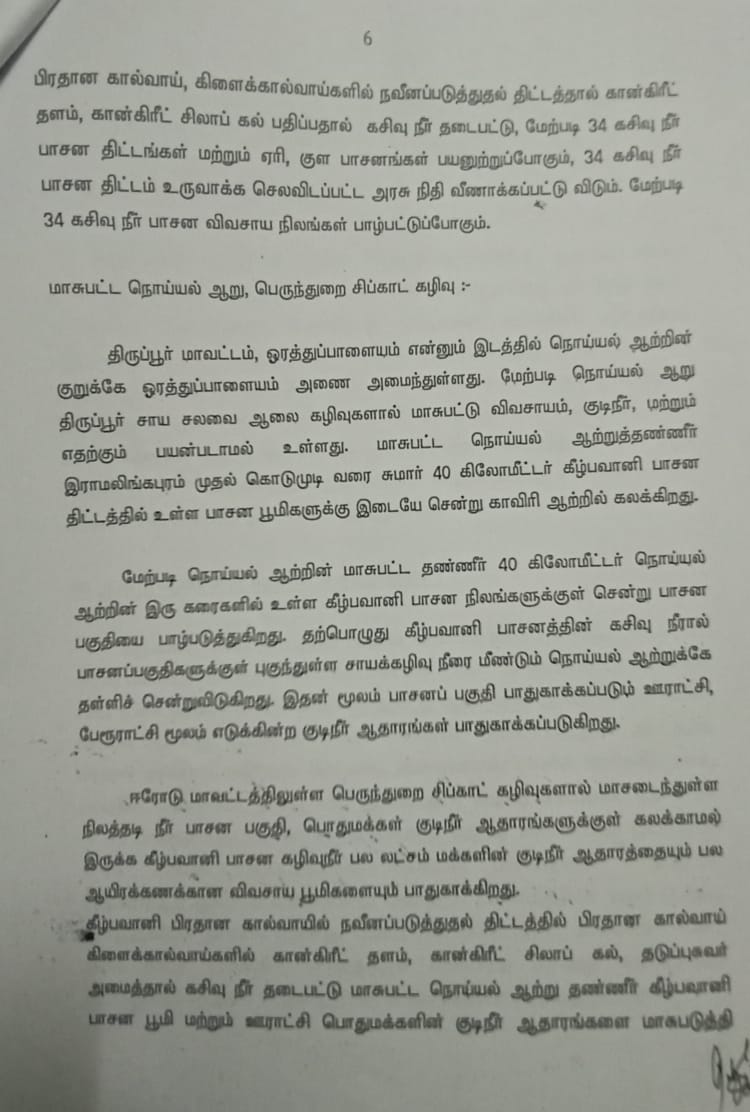 6
பிரதான கால்வாய், கிளைக்கால்வாய்களில் நவீனப்படுத்துதல் திட்டத்தால் கான்கிரீட்
தளம், கான்கிரீட் சிலாப் கல் பதிப்பதால் கசிவு நீர் தடைபட்டு, மேற்படி 34 கசிவு நீர்
பாசன திட்டங்கள் மற்றும் ஏரி, குள பாசனங்கள் பயனுற்றுப்போகும், 34 கசிவு நீர்
பாசன திட்டம் உருவாக்க செலவிடப்பட்ட அரசு நிதி வீணாக்கப்பட்டு விடும். மேற்படி
34 கசிவு நீர் பாசன விவசாய நிலங்கள் பாழ்பட்டுப்போகும்.
மாசுபட்ட நொய்யல் ஆறு, பெருந்துறை சிப்காட் கழிவு :-
திருப்பூர் மாவட்டம், ஒரத்துப்பாளையம் என்னும் இடத்தில் நொய்யல் ஆற்றின்
குறுக்கே ஒரத்துப்பாளையம் அணை அமைந்துள்ளது. மேற்படி நொய்யல் ஆறு
திருப்பூர் சாய சலவை ஆலை கழிவுகளால் மாசுபட்டு விவசாயம், குடிநீர், மற்றும்
எதற்கும் பயன்படாமல் உள்ளது. மாசுபட்ட நொய்யல் ஆற்றுத்தண்ணீர்
இராமலிங்கபுரம் முதல் கொடுமுடி வரை சுமார் 40 கிலோமீட்டர் கீழ்பவானி பாசன
திட்டத்தில் உள்ள பாசன பூமிகளுக்கு இடையே சென்று காவிரி ஆற்றில் கலக்கிறது.
மேற்படி நொய்யல் ஆற்றின் மாசுபட்ட தண்ணீர் 40 கிலோமீட்டர் நொய்யுல்
ஆற்றின் இரு கரைகளில் உள்ள கீழ்பவானி பாசன நிலங்களுக்குள் சென்று பாசன
பகுதியை பாழ்படுத்துகிறது. தற்பொழுது கீழ்பவானி பாசனத்தின் கசிவு நீரால்
பாசனப்பகுதிகளுக்குள் புகுந்துள்ள சாயக்கழிவு நீரை மீண்டும் நொய்யல் ஆற்றுக்கே
தள்ளிச் சென்றுவிடுகிறது. இதன் மூலம் பாசனப் பகுதி பாதுகாக்கப்படும் ஊராட்சி,
பேரூராட்சி மூலம் எடுக்கின்ற குடிநீர் ஆதாரங்கள் பாதுகாக்கப்படுகிறது.
ஈரோடு மாவட்டத்திலுள்ள பெருந்துறை சிப்காட் கழிவுகளால் மாசடைந்துள்ள
நிலத்தடி நீர் பாசன பகுதி, பொதுமக்கள் குடிநீர் ஆதாரங்களுக்குள் கலக்காமல்
இருக்க கீழ்பவானி பாசன கழிவுநீர் பல லட்சம் மக்களின் குடிநீர் ஆதாரத்தையும் பல
ஆயிரக்கணக்கான விவசாய பூமிகளையும் பாதுகாக்கிறது.
கீழ்பவானி பிரதான கால்வாயில் நவீனப்படுத்துதல் திட்டத்தில் பிரதான கால்வாய்
கிளைக்கால்வாய்களில் கான்கிரீட் தளம், கான்கிரீட் சிலாப் கல், தடுப்புசுவர்
அமைத்தால் கசிவு நீர் தடைபட்டு மாசுபட்ட நொய்யல் ஆற்று தண்ணீர் கீழ்பவானி
பாசன பூமி மற்றும் ஊராட்சி பொதுமக்களின் குடிநீர் ஆதாரங்களை மாசுபடுத்தி